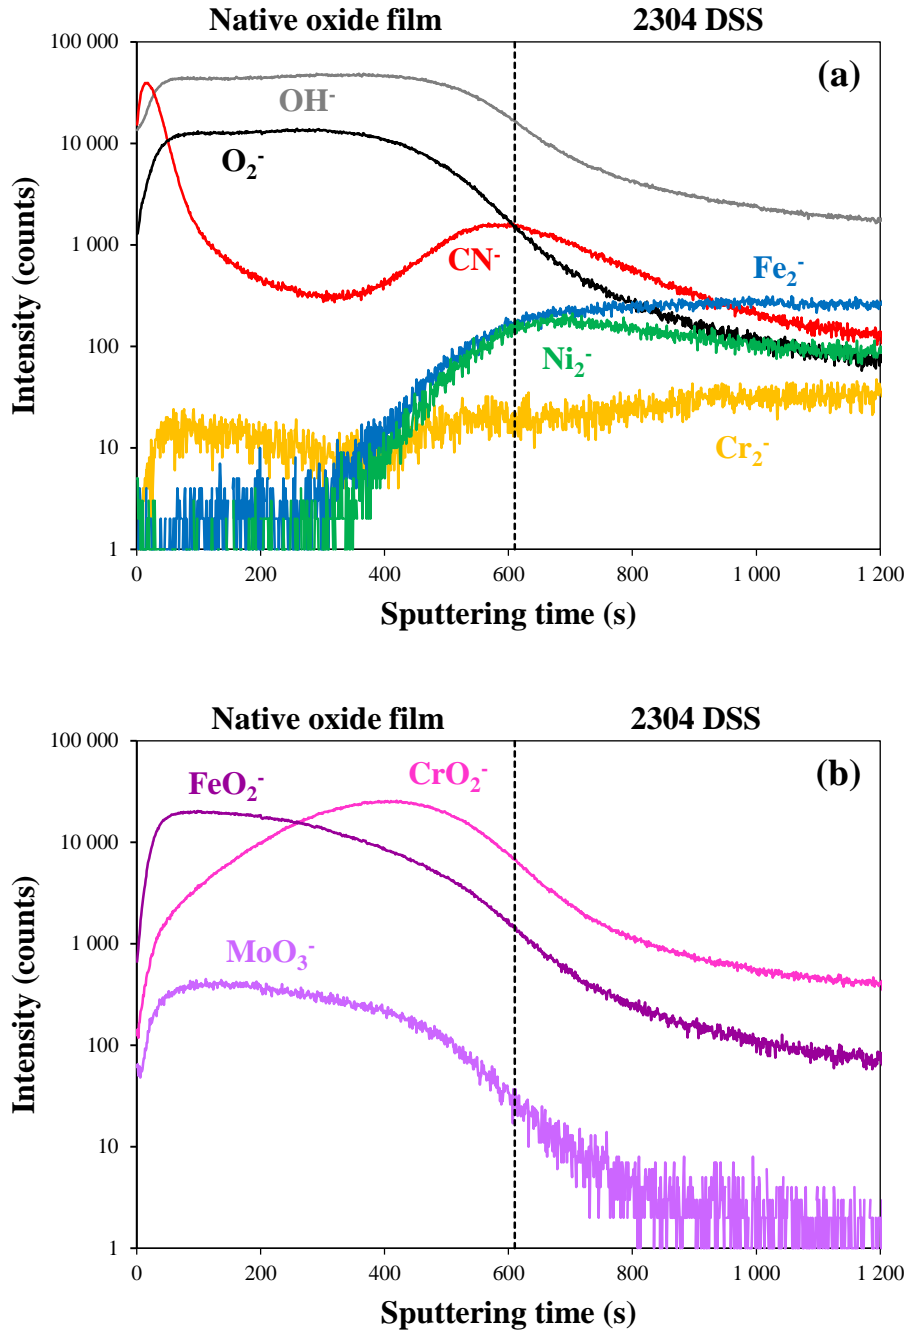 Native oxide film 2304 DSS
100 000
(a)
OH⁻
10 000
O₂⁻
1 000
CN⁻
Fe₂⁻
100
Ni₂⁻
10
Cr₂⁻
1
0 200 400 600 800 1 000 1 200
Sputtering time (s)
Intensity (counts)
Native oxide film 2304 DSS
100 000
CrO₂⁻
(b)
FeO₂⁻
10 000
1 000
MoO₃⁻
100
10
1
0 200 400 600 800 1 000 1 200
Sputtering time (s)
Intensity (counts)